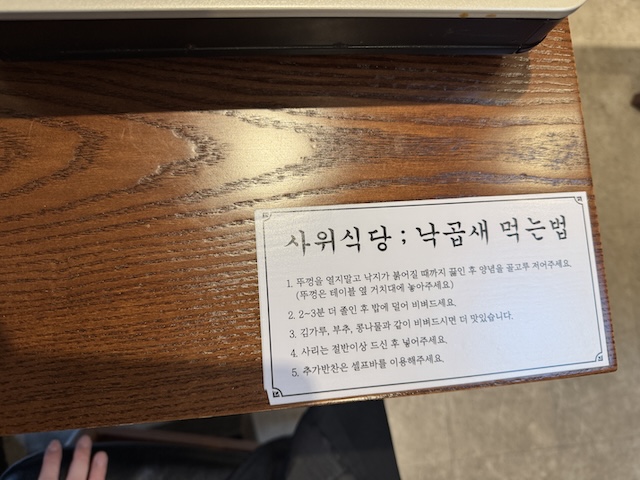 사위식당 ; 낙곱새 먹는법
1. 뚜껑을 열지말고 낙지가 붉어질 때까지 끓인 후 양념을 골고루 저어주세요.
(뚜껑은 테이블 옆 거치대에 놓아주세요)
2. 2~3분 더 졸인 후 밥에 덜어 비벼드세요.
3. 김가루, 부추, 콩나물과 같이 비벼드시면 더 맛있습니다.
4. 사리는 절반이상 드신 후 넣어주세요.
5. 추가반찬은 셀프바를 이용해주세요.